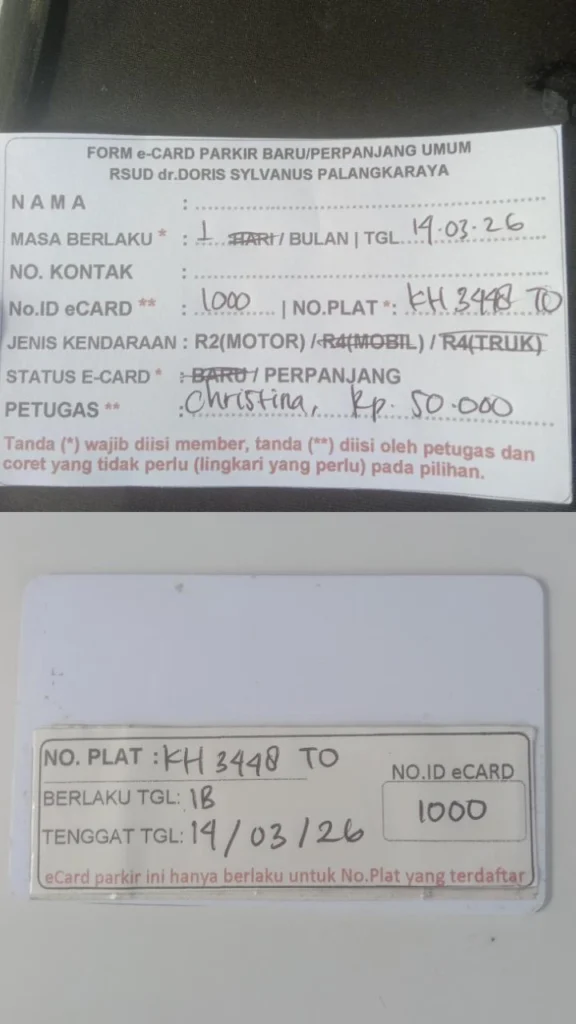 FORM e-CARD PARKIR BARU/PERPANJANG UMUM
RSUD dr.DORIS SYLVANUS PALANGKARAYA
NAMA :
MASA BERLAKU * : 1 HARI / BULAN | TGL. 14.03.26
NO. KONTAK :
No.ID eCARD ** : 1000 | NO.PLAT *: KH 3448 TO
JENIS KENDARAAN : R2(MOTOR) / R4(MOBIL) / R4(TRUK)
STATUS E-CARD * : BARU / PERPANJANG
PETUGAS ** : Christina, Rp. 50.000
Tanda (*) wajib diisi member, tanda (**) diisi oleh petugas dan
coret yang tidak perlu (lingkari yang perlu) pada pilihan.
NO. PLAT : KH 3448 TO
NO.ID eCARD
BERLAKU TGL: 1B
1000
TENGGAT TGL: 14/03/26
eCard parkir ini hanya berlaku untuk No.Plat yang terdaftar